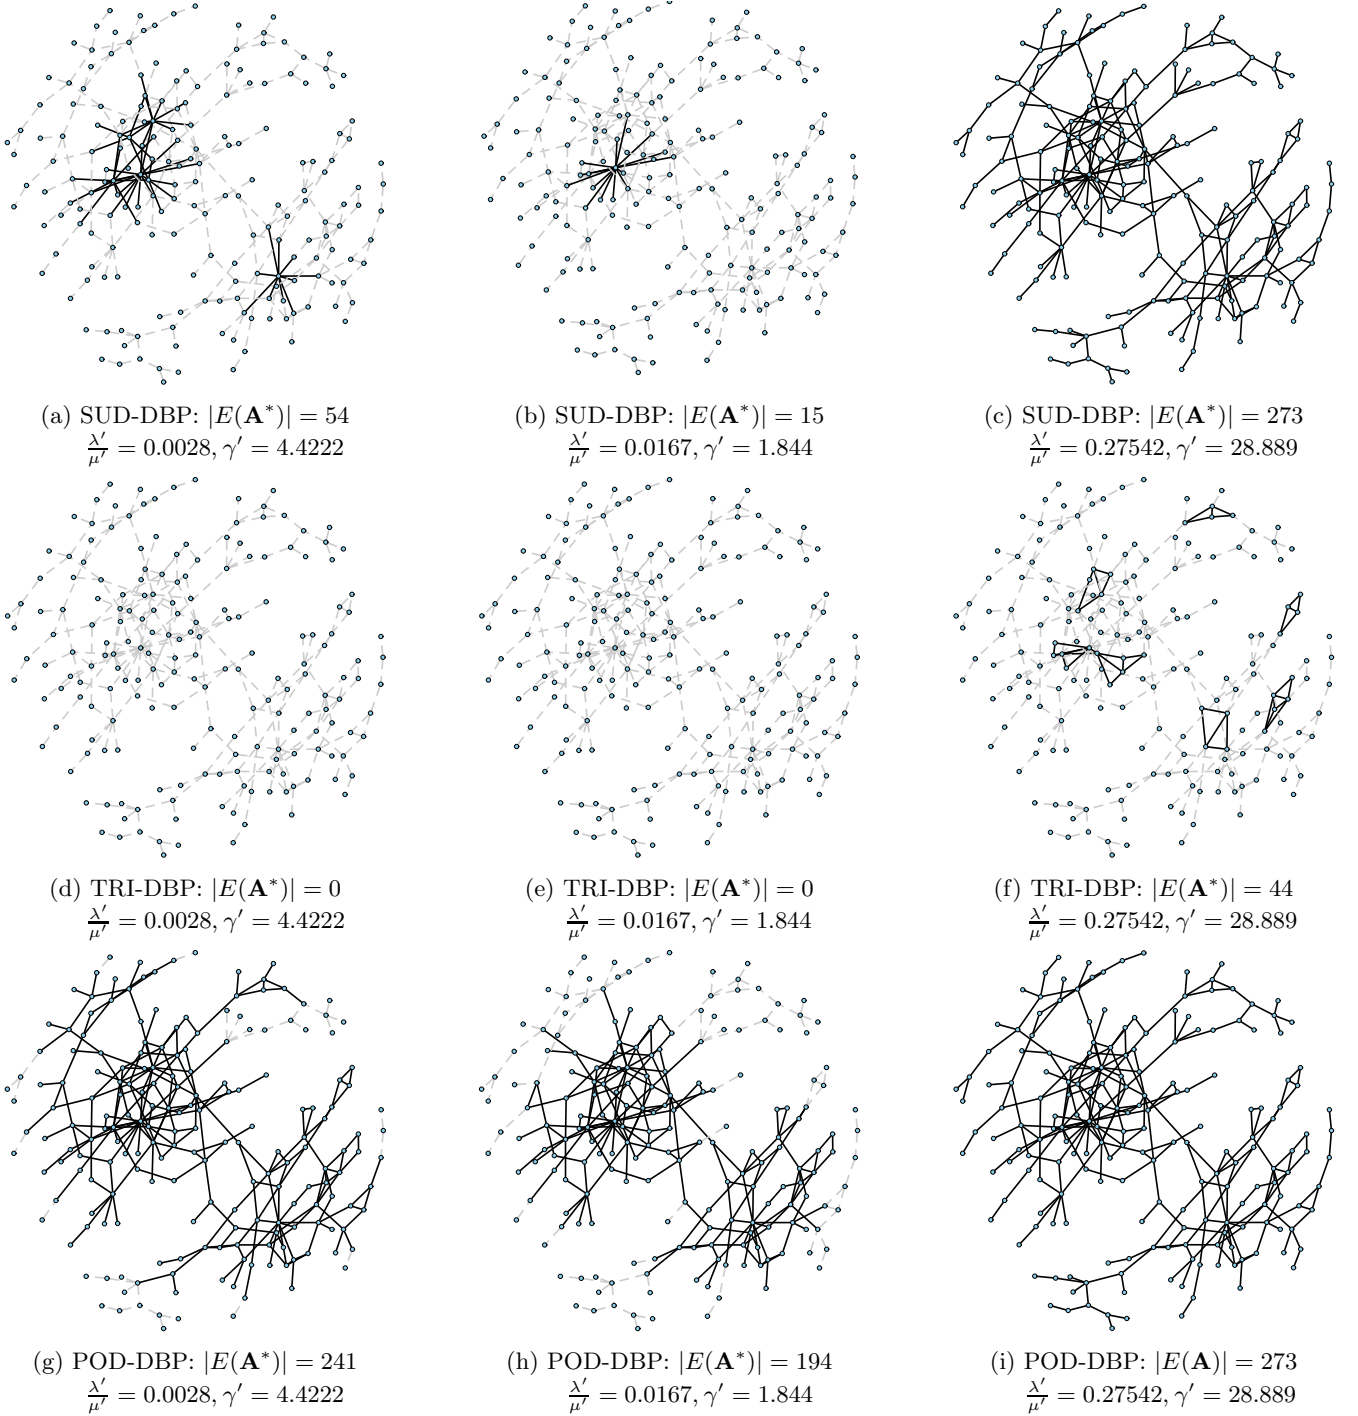 (a) SUD-DBP: |E(A*)| = 54
λ′/μ′ = 0.0028, γ′ = 4.4222
(b) SUD-DBP: |E(A*)| = 15
λ′/μ′ = 0.0167, γ′ = 1.844
(c) SUD-DBP: |E(A*)| = 273
λ′/μ′ = 0.27542, γ′ = 28.889
(d) TRI-DBP: |E(A*)| = 0
λ′/μ′ = 0.0028, γ′ = 4.4222
(e) TRI-DBP: |E(A*)| = 0
λ′/μ′ = 0.0167, γ′ = 1.844
(f) TRI-DBP: |E(A*)| = 44
λ′/μ′ = 0.27542, γ′ = 28.889
(g) POD-DBP: |E(A*)| = 241
λ′/μ′ = 0.0028, γ′ = 4.4222
(h) POD-DBP: |E(A*)| = 194
λ′/μ′ = 0.0167, γ′ = 1.844
(i) POD-DBP: |E(A)| = 273
λ′/μ′ = 0.27542, γ′ = 28.889